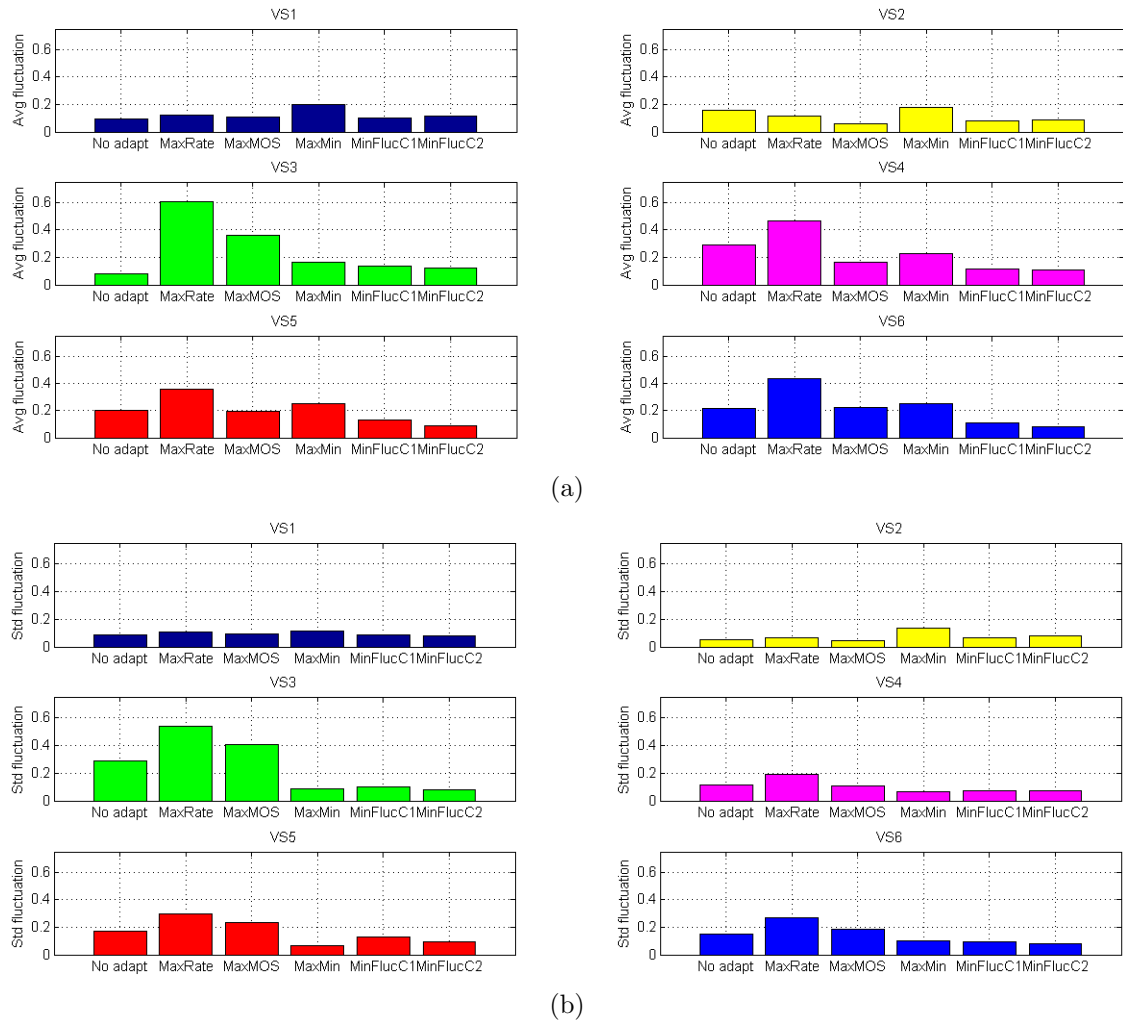 VS1
Avg fluctuation
0.6
0.4
0.2
0
No adapt MaxRate MaxMOS MaxMin MinFlucC1 MinFlucC2
VS2
Avg fluctuation
0.6
0.4
0.2
0
No adapt MaxRate MaxMOS MaxMin MinFlucC1 MinFlucC2
VS3
Avg fluctuation
0.6
0.4
0.2
0
No adapt MaxRate MaxMOS MaxMin MinFlucC1 MinFlucC2
VS4
Avg fluctuation
0.6
0.4
0.2
0
No adapt MaxRate MaxMOS MaxMin MinFlucC1 MinFlucC2
VS5
Avg fluctuation
0.6
0.4
0.2
0
No adapt MaxRate MaxMOS MaxMin MinFlucC1 MinFlucC2
VS6
Avg fluctuation
0.6
0.4
0.2
0
No adapt MaxRate MaxMOS MaxMin MinFlucC1 MinFlucC2
(a)
VS1
Std fluctuation
0.6
0.4
0.2
0
No adapt MaxRate MaxMOS MaxMin MinFlucC1 MinFlucC2
VS2
Std fluctuation
0.6
0.4
0.2
0
No adapt MaxRate MaxMOS MaxMin MinFlucC1 MinFlucC2
VS3
Std fluctuation
0.6
0.4
0.2
0
No adapt MaxRate MaxMOS MaxMin MinFlucC1 MinFlucC2
VS4
Std fluctuation
0.6
0.4
0.2
0
No adapt MaxRate MaxMOS MaxMin MinFlucC1 MinFlucC2
VS5
Std fluctuation
0.6
0.4
0.2
0
No adapt MaxRate MaxMOS MaxMin MinFlucC1 MinFlucC2
VS6
Std fluctuation
0.6
0.4
0.2
0
No adapt MaxRate MaxMOS MaxMin MinFlucC1 MinFlucC2
(b)